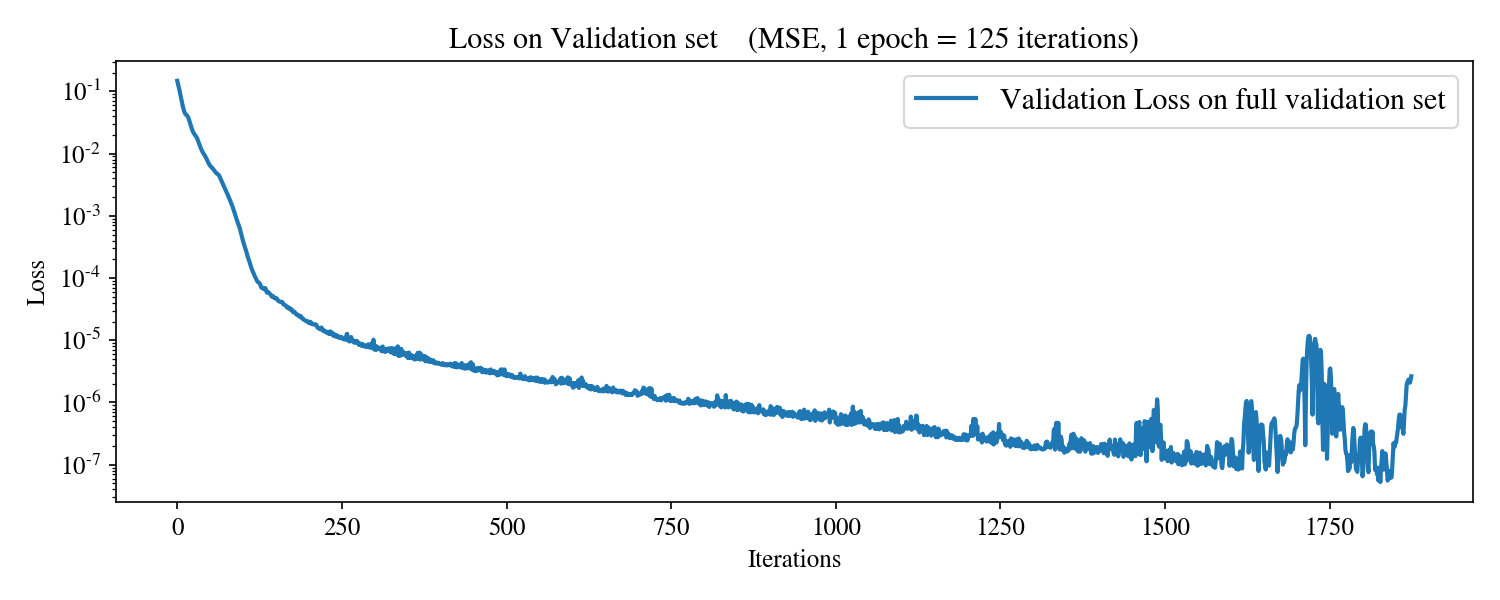 Loss on Validation set    (MSE, 1 epoch = 125 iterations)
Validation Loss on full validation set
Loss
10⁻¹
10⁻²
10⁻³
10⁻⁴
10⁻⁵
10⁻⁶
10⁻⁷
0 250 500 750 1000 1250 1500 1750
Iterations